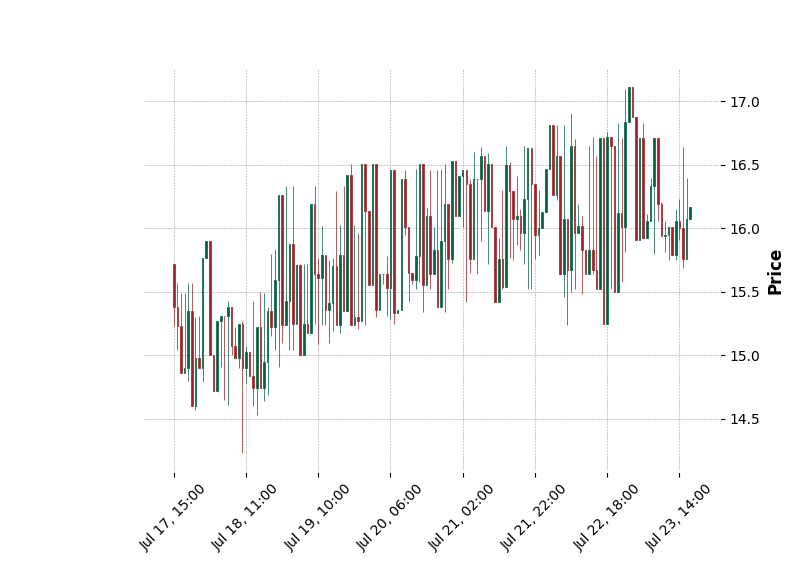 17.0
16.5
16.0
15.5
15.0
14.5
Price
Jul 17, 15:00
Jul 18, 11:00
Jul 19, 10:00
Jul 20, 06:00
Jul 21, 02:00
Jul 21, 22:00
Jul 22, 18:00
Jul 23, 14:00